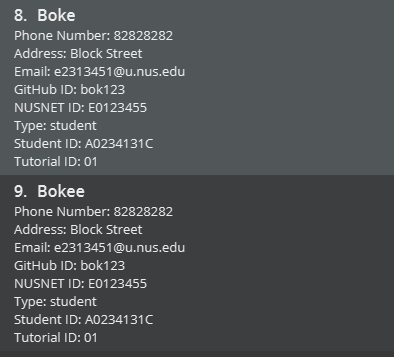 8. Boke
Phone Number: 82828282
Address: Block Street
Email: e2313451@u.nus.edu
GitHub ID: bok123
NUSNET ID: E0123455
Type: student
Student ID: A0234131C
Tutorial ID: 01
9. Bokee
Phone Number: 82828282
Address: Block Street
Email: e2313451@u.nus.edu
GitHub ID: bok123
NUSNET ID: E0123455
Type: student
Student ID: A0234131C
Tutorial ID: 01